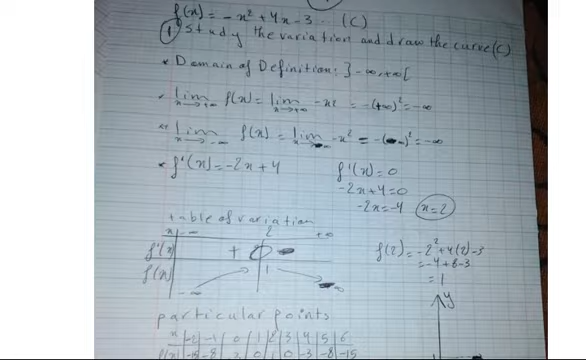 f(x) = -x² + 4x - 3 ... (C)
① Study the variation and draw the curve (C)
* Domain of Definition: ]-∞, +∞[
lim x→+∞ f(x) = lim x→+∞ -x² = -(+∞)² = -∞
lim x→-∞ f(x) = lim x→-∞ -x² = -(-∞)² = -∞
* f'(x) = -2x + 4
f'(x) = 0
-2x + 4 = 0
-2x = -4 x = 2
table of variation
x -∞ 2 +∞
f'(x) + 0 -
f(x) -∞ 1 -∞
f(2) = -2² + 4(2) - 3
= -4 + 8 - 3
= 1
y
particular points
x -2 -1 0 1 2 3 4 5 6
f(x) -15 -8 -3 0 1 0 -3 -8 -15